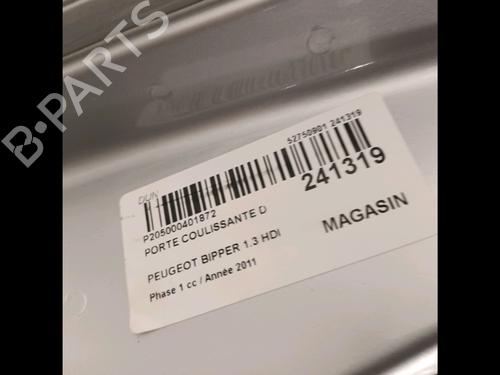 B-PARTS
DUN
52750901 241319
P205000401872
241319
PORTE COULISSANTE D
MAGASIN
PEUGEOT BIPPER 1.3 HDI
Phase 1 cc / Année 2011